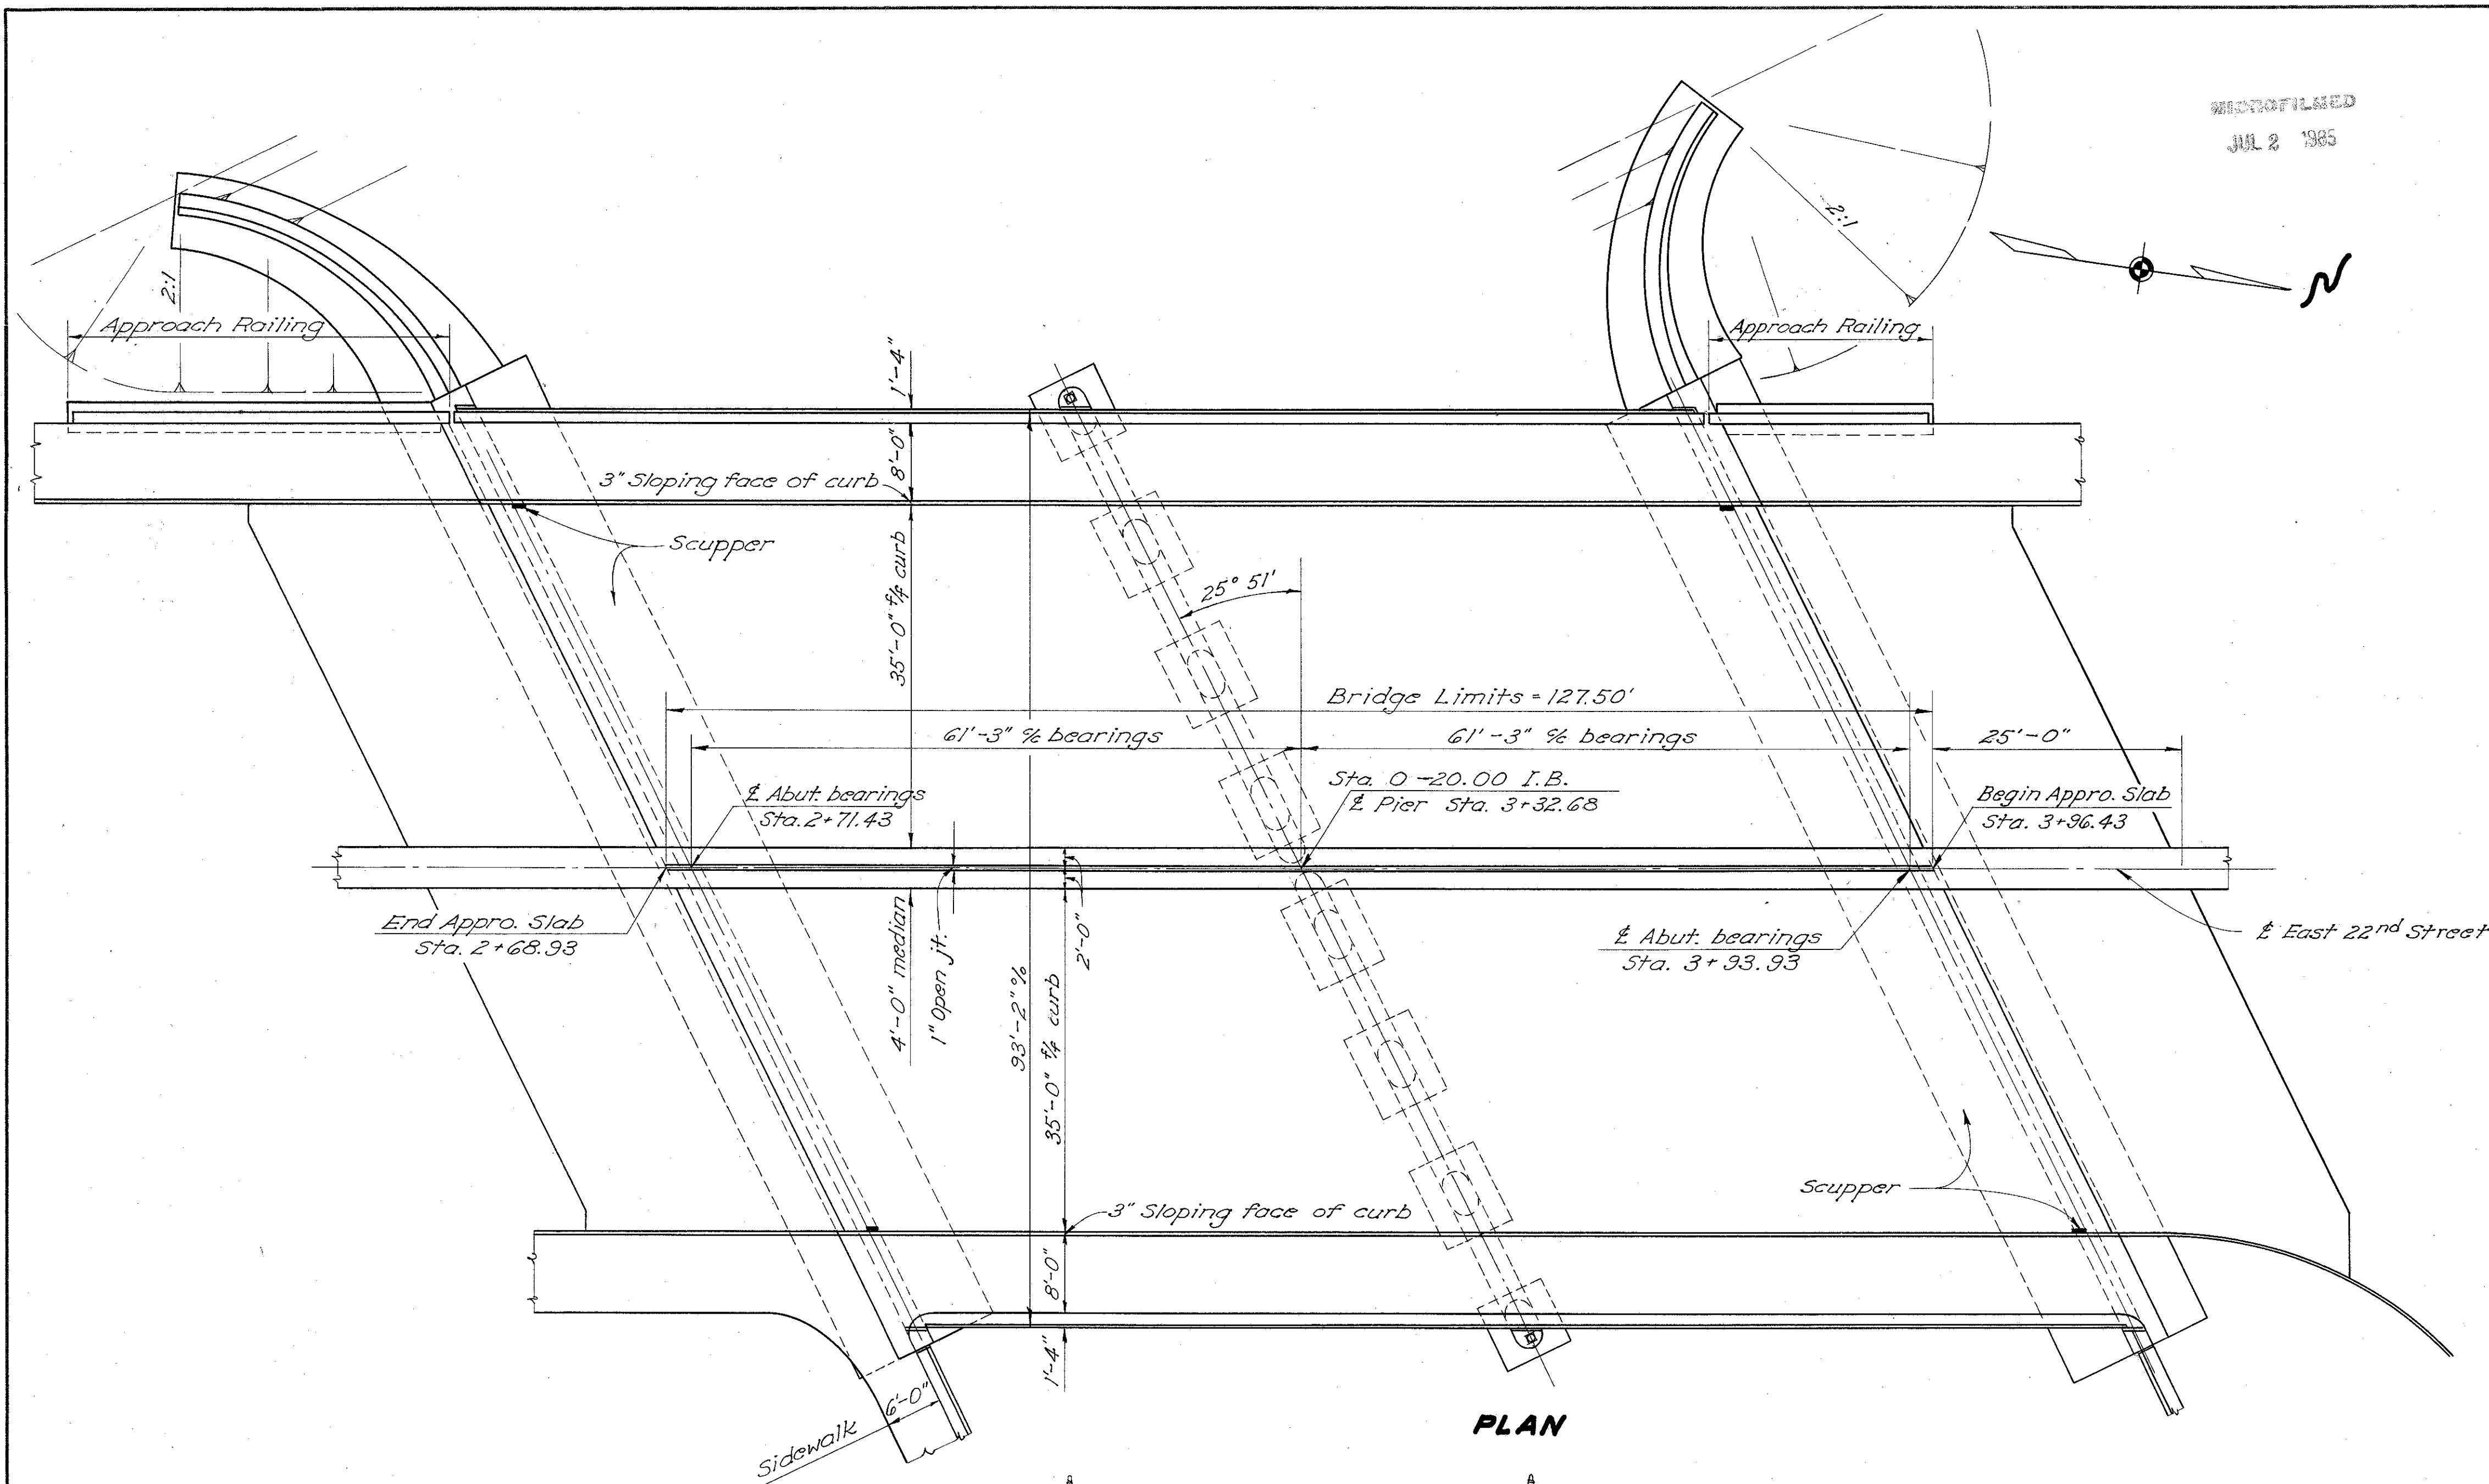 MICROFILMED
JUL 2 1985
N
2:1
2:1
Approach Railing
Approach Railing
1'-4"
8'-0"
3" Sloping face of curb
Scupper
35'-0" f/f curb
25° 51'
Bridge Limits = 127.50'
61'-3" c/c bearings
61'-3" c/c bearings
25'-0"
℄ Abut. bearings
Sta. 2+71.43
Sta. 0-20.00 I.B.
℄ Pier Sta. 3+32.68
Begin Appro. Slab
Sta. 3+96.43
End Appro. Slab
Sta. 2+68.93
4'-0" median
1" Open jt.
2'-0"
℄ Abut. bearings
Sta. 3+93.93
℄ East 22nd Street
93'-2" %
35'-0" f/f curb
Scupper
3" Sloping face of curb
8'-0"
1'-4"
6'-0"
Sidewalk
PLAN